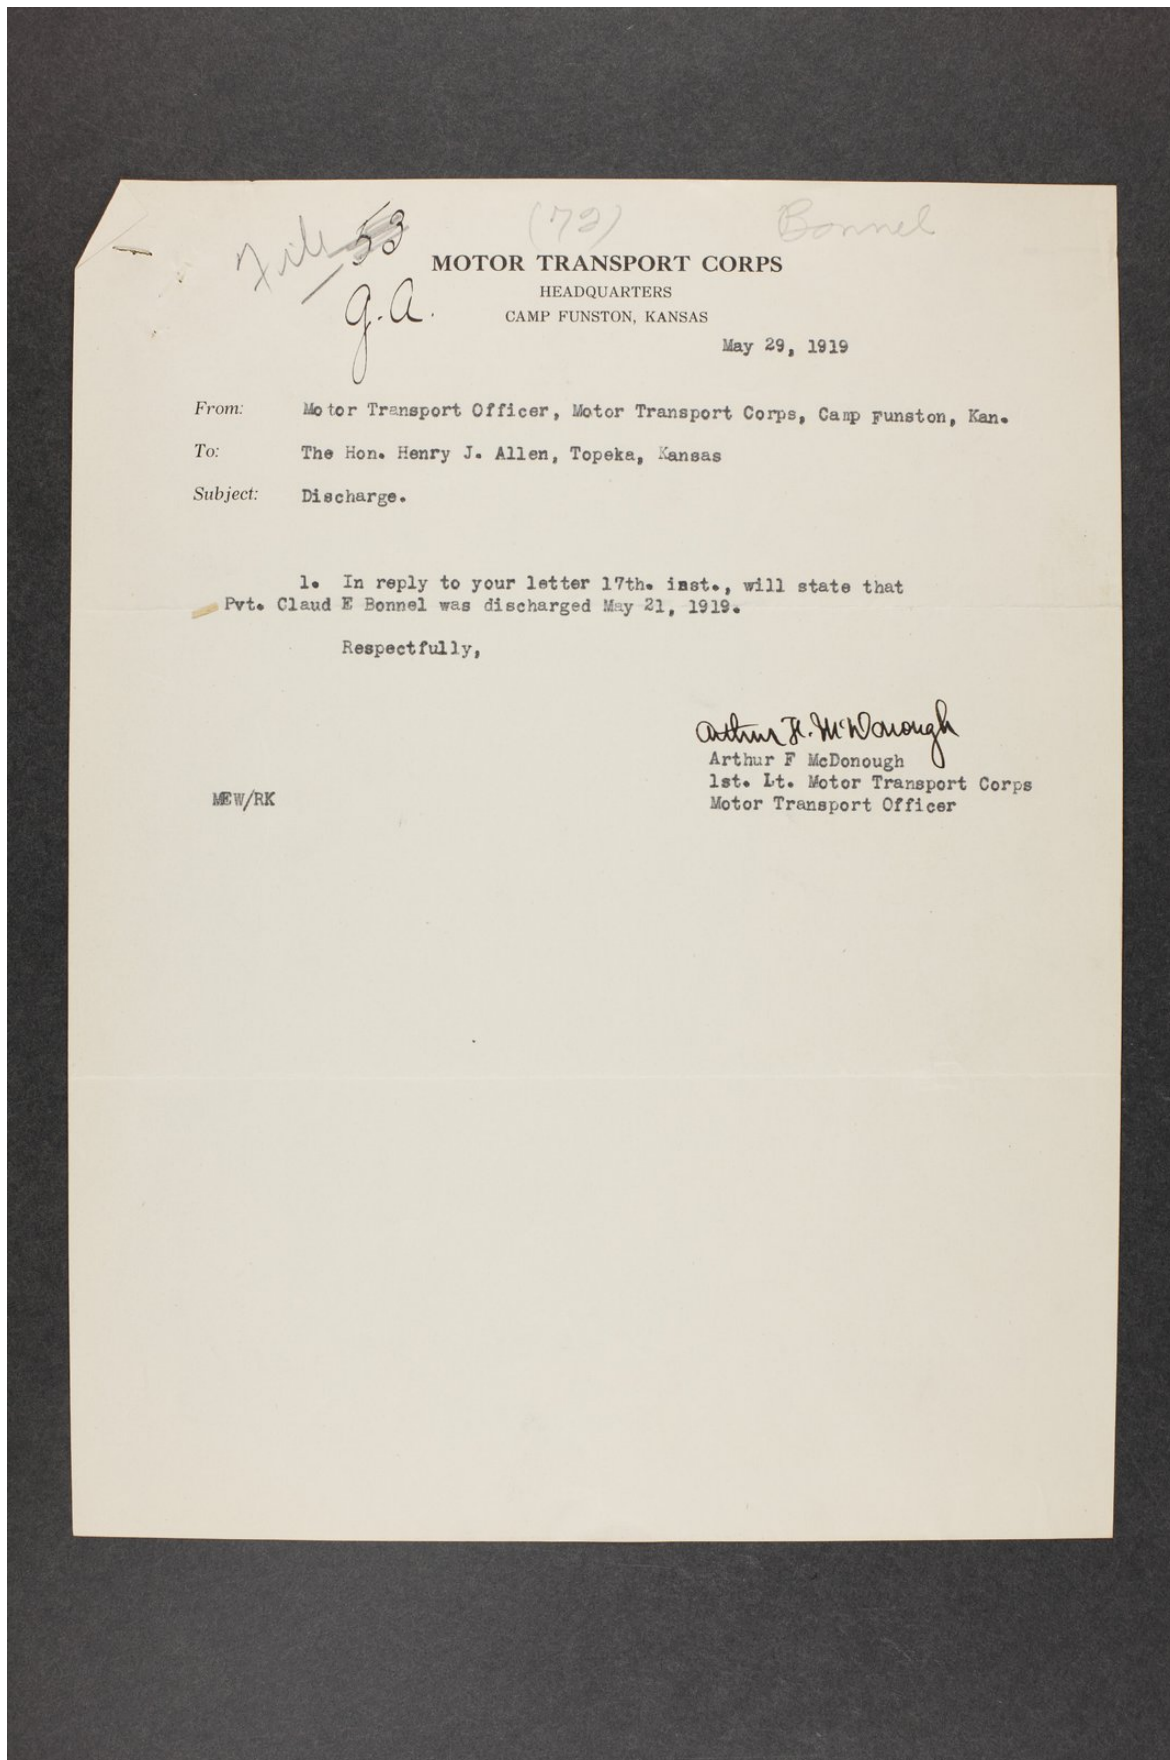 (72)
Bonnel
File 53
G.A.
MOTOR TRANSPORT CORPS
HEADQUARTERS
CAMP FUNSTON, KANSAS
May 29, 1919
From: Motor Transport Officer, Motor Transport Corps, Camp Funston, Kan.
To: The Hon. Henry J. Allen, Topeka, Kansas
Subject: Discharge.
1. In reply to your letter 17th. inst., will state that
Pvt. Claud E Bonnel was discharged May 21, 1919.
Respectfully,
Arthur F. McDonough
Arthur F McDonough
1st. Lt. Motor Transport Corps
MEW/RK
Motor Transport Officer